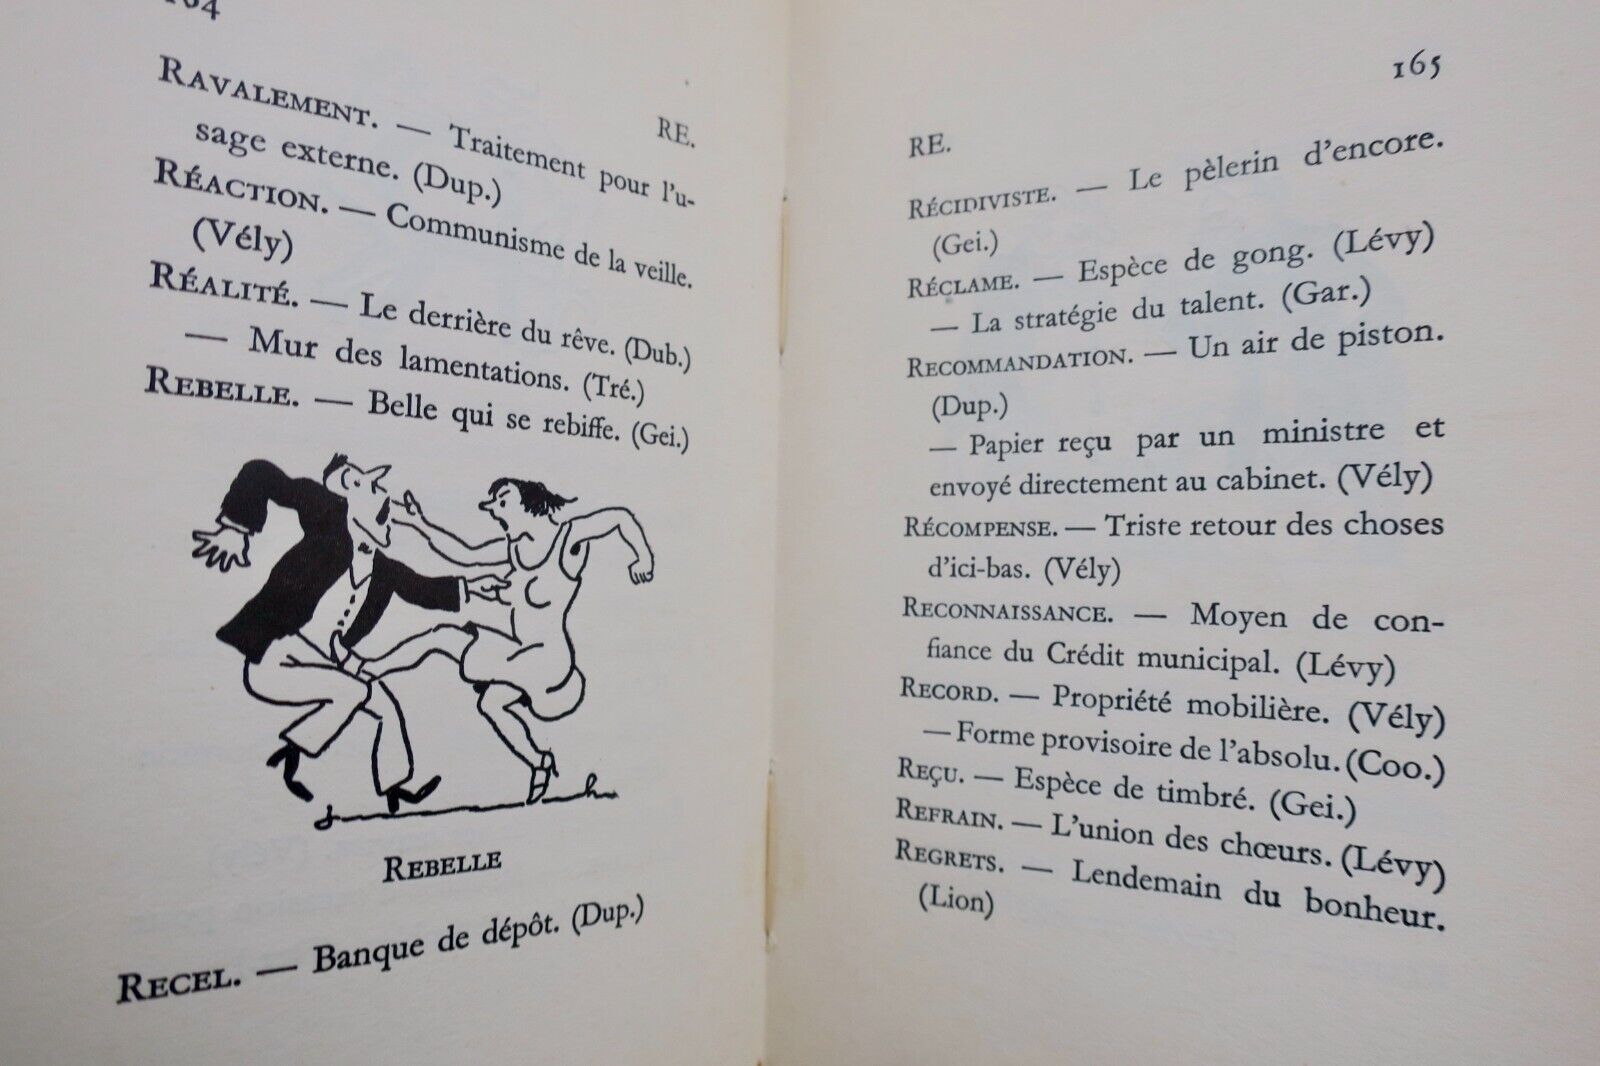 164
RE.
RAVALEMENT. — Traitement pour l'u-
sage externe. (Dup.)
RÉACTION. — Communisme de la veille.
(Vély)
RÉALITÉ. — Le derrière du rêve. (Dub.)
— Mur des lamentations. (Tré.)
REBELLE. — Belle qui se rebiffe. (Gei.)
REBELLE
RECEL. — Banque de dépôt. (Dup.)
165
RE.
RÉCIDIVISTE. — Le pèlerin d'encore.
(Gei.)
RÉCLAME. — Espèce de gong. (Lévy)
— La stratégie du talent. (Gar.)
RECOMMANDATION. — Un air de piston.
(Dup.)
— Papier reçu par un ministre et
envoyé directement au cabinet. (Vély)
RÉCOMPENSE. — Triste retour des choses
d'ici-bas. (Vély)
RECONNAISSANCE. — Moyen de con-
fiance du Crédit municipal. (Lévy)
RECORD. — Propriété mobilière. (Vély)
— Forme provisoire de l'absolu. (Coo.)
REÇU. — Espèce de timbré. (Gei.)
REFRAIN. — L'union des chœurs. (Lévy)
REGRETS. — Lendemain du bonheur.
(Lion)